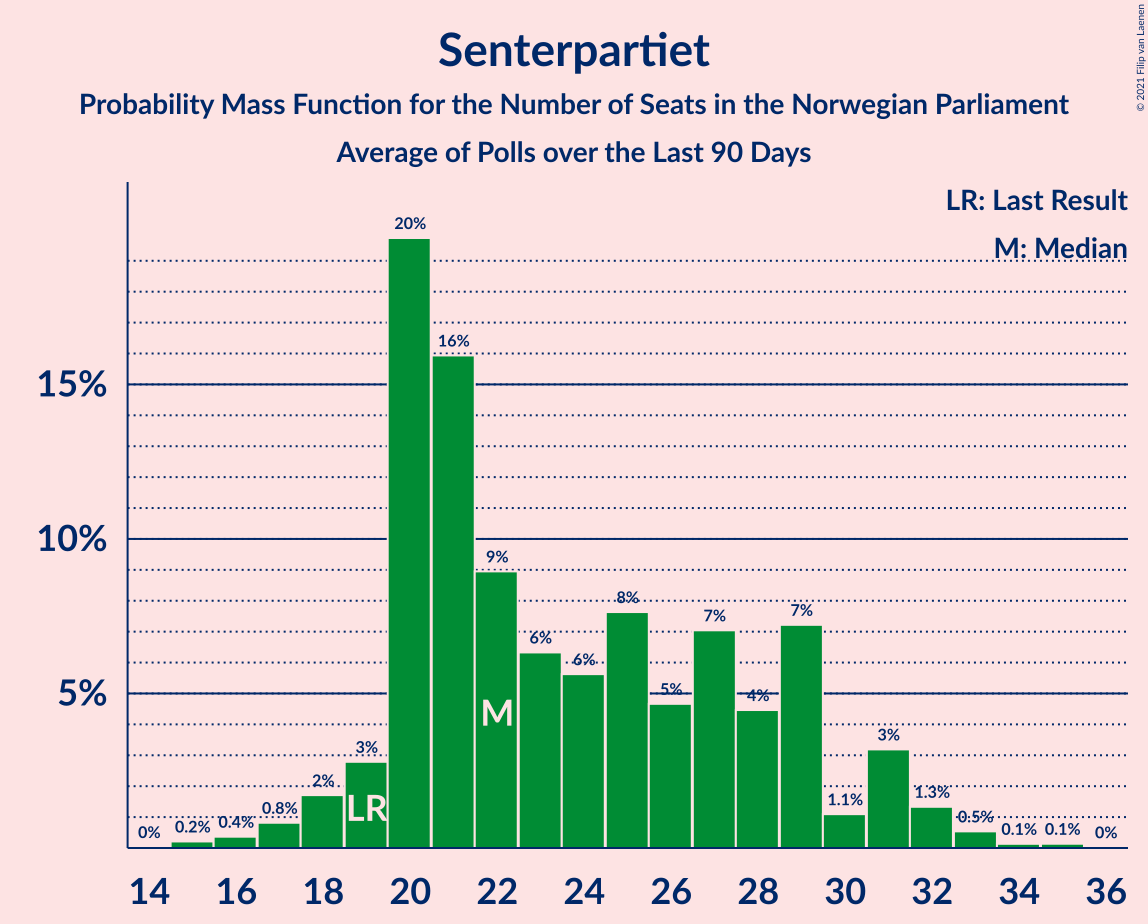 Senterpartiet
Probability Mass Function for the Number of Seats in the Norwegian Parliament
Average of Polls over the Last 90 Days
© 2021 Filip van Laenen
LR: Last Result
M: Median
15%
10%
5%
0%
0.2%
0.4%
0.8%
2%
3%
20%
16%
9%
6%
6%
8%
5%
7%
4%
7%
1.1%
3%
1.3%
0.5%
0.1%
0.1%
0%
LR
M
14 16 18 20 22 24 26 28 30 32 34 36